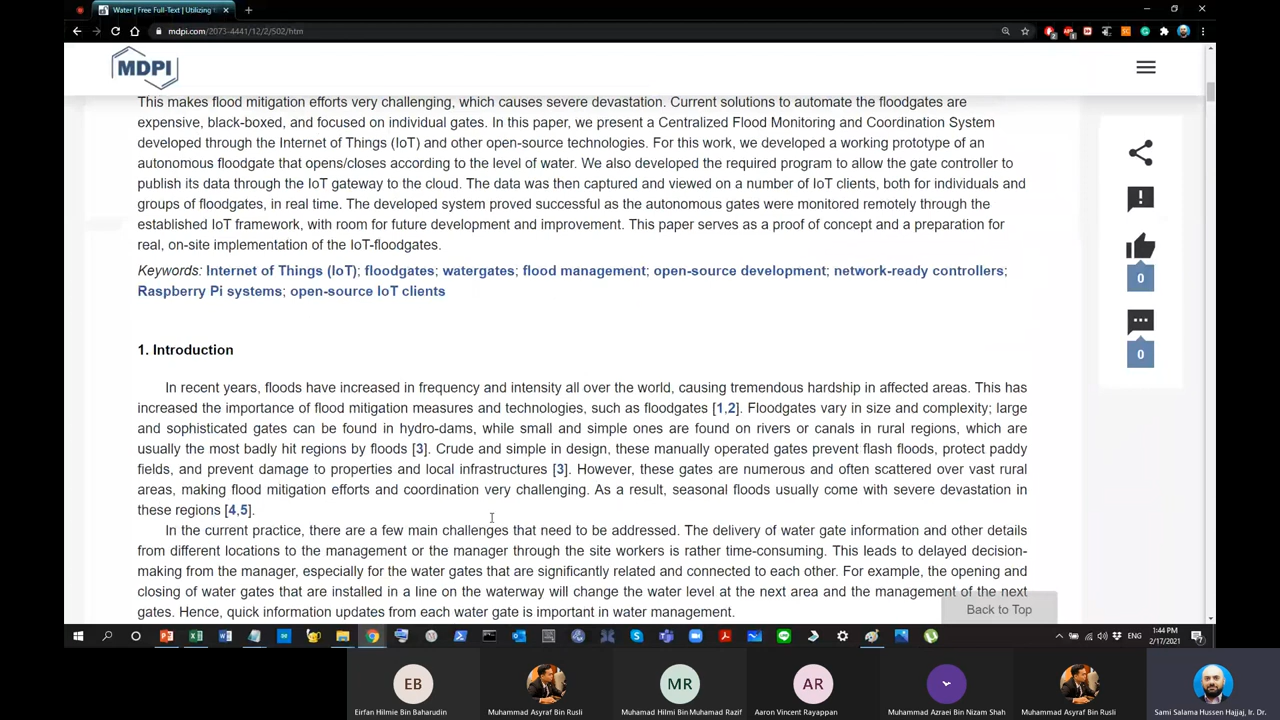 Water | Free Full-Text | Utilizing
mdpi.com/2073-4441/12/2/502/htm
MDPI
This makes flood mitigation efforts very challenging, which causes severe devastation. Current solutions to automate the floodgates are
expensive, black-boxed, and focused on individual gates. In this paper, we present a Centralized Flood Monitoring and Coordination System
developed through the Internet of Things (IoT) and other open-source technologies. For this work, we developed a working prototype of an
autonomous floodgate that opens/closes according to the level of water. We also developed the required program to allow the gate controller to
publish its data through the IoT gateway to the cloud. The data was then captured and viewed on a number of IoT clients, both for individuals and
groups of floodgates, in real time. The developed system proved successful as the autonomous gates were monitored remotely through the
established IoT framework, with room for future development and improvement. This paper serves as a proof of concept and a preparation for
real, on-site implementation of the IoT-floodgates.
Keywords: Internet of Things (IoT); floodgates; watergates; flood management; open-source development; network-ready controllers;
Raspberry Pi systems; open-source IoT clients
0
0
1. Introduction
In recent years, floods have increased in frequency and intensity all over the world, causing tremendous hardship in affected areas. This has
increased the importance of flood mitigation measures and technologies, such as floodgates [1,2]. Floodgates vary in size and complexity; large
and sophisticated gates can be found in hydro-dams, while small and simple ones are found on rivers or canals in rural regions, which are
usually the most badly hit regions by floods [3]. Crude and simple in design, these manually operated gates prevent flash floods, protect paddy
fields, and prevent damage to properties and local infrastructures [3]. However, these gates are numerous and often scattered over vast rural
areas, making flood mitigation efforts and coordination very challenging. As a result, seasonal floods usually come with severe devastation in
these regions [4,5].
In the current practice, there are a few main challenges that need to be addressed. The delivery of water gate information and other details
from different locations to the management or the manager through the site workers is rather time-consuming. This leads to delayed decision-
making from the manager, especially for the water gates that are significantly related and connected to each other. For example, the opening and
closing of water gates that are installed in a line on the waterway will change the water level at the next area and the management of the next
gates. Hence, quick information updates from each water gate is important in water management.
Back to Top
ENG
1:44 PM
2/17/2021
EB
MR
AR
Eirfan Hilmie Bin Baharudin
Muhammad Asyraf Bin Rusli
Muhamad Hilmi Bin Muhamad Razif
Aaron Vincent Rayappan
Muhammad Azraei Bin Nizam Shah
Muhammad Asyraf Bin Rusli
Sami Salama Hussen Hajjaj, Ir. Dr.